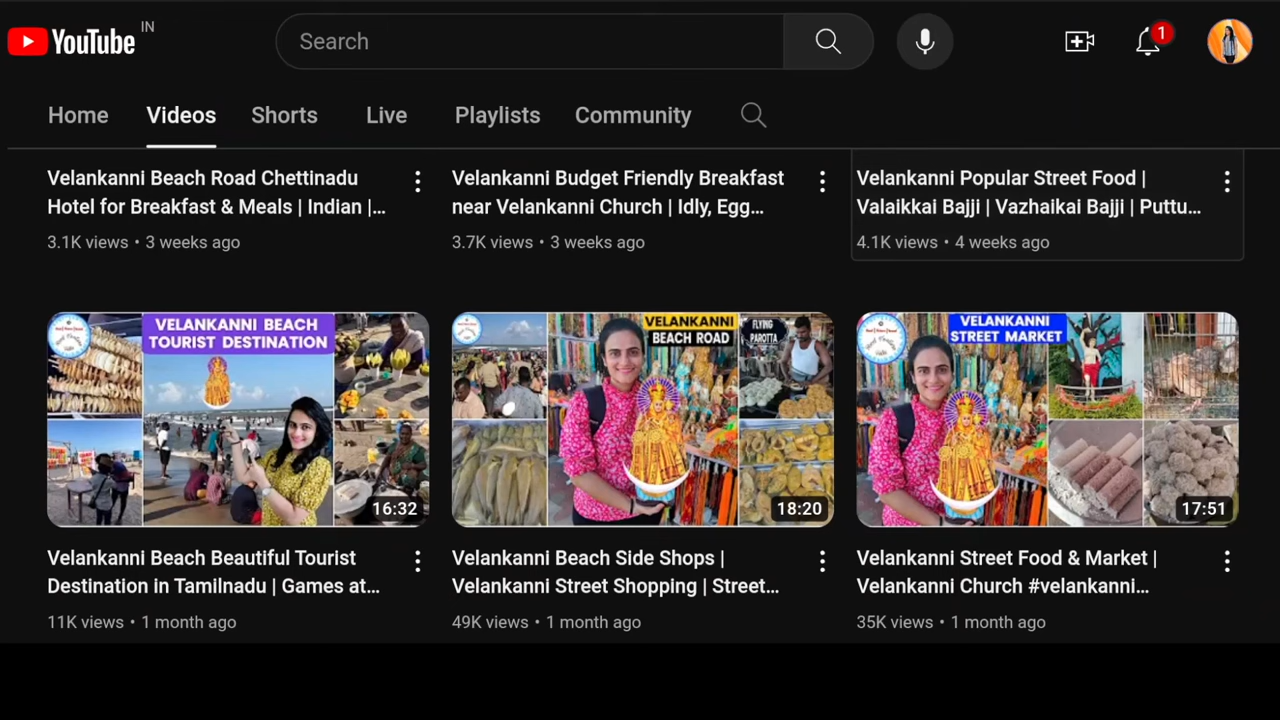 YouTube IN
Search
1
Home Videos Shorts Live Playlists Community
Velankanni Beach Road Chettinadu
Hotel for Breakfast & Meals | Indian |...
3.1K views • 3 weeks ago
Velankanni Budget Friendly Breakfast
near Velankanni Church | Idly, Egg...
3.7K views • 3 weeks ago
Velankanni Popular Street Food |
Valaikkai Bajji | Vazhaikai Bajji | Puttu...
4.1K views • 4 weeks ago
VELANKANNI BEACH
TOURIST DESTINATION
16:32
Velankanni Beach Beautiful Tourist
Destination in Tamilnadu | Games at...
11K views • 1 month ago
VELANKANNI
BEACH ROAD
FLYING
PAROTTA
18:20
Velankanni Beach Side Shops |
Velankanni Street Shopping | Street...
49K views • 1 month ago
VELANKANNI
STREET MARKET
17:51
Velankanni Street Food & Market |
Velankanni Church #velankanni...
35K views • 1 month ago